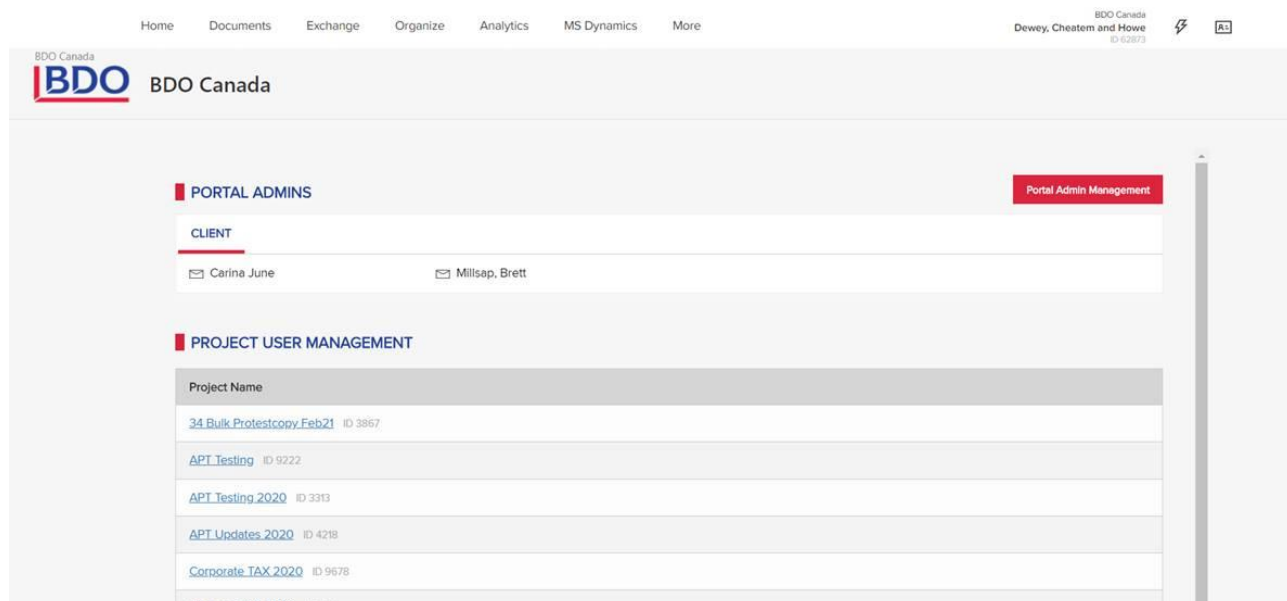 Home Documents Exchange Organize Analytics MS Dynamics More
BDO Canada
Dewey, Cheatem and Howe
ID 62873
BDO Canada
BDO BDO Canada
PORTAL ADMINS
Portal Admin Management
CLIENT
Carina June Millsap, Brett
PROJECT USER MANAGEMENT
Project Name
34 Bulk Protestcopy Feb21 ID 3867
APT Testing ID 9222
APT Testing 2020 ID 3313
APT Updates 2020 ID 4218
Corporate TAX 2020 ID 9678